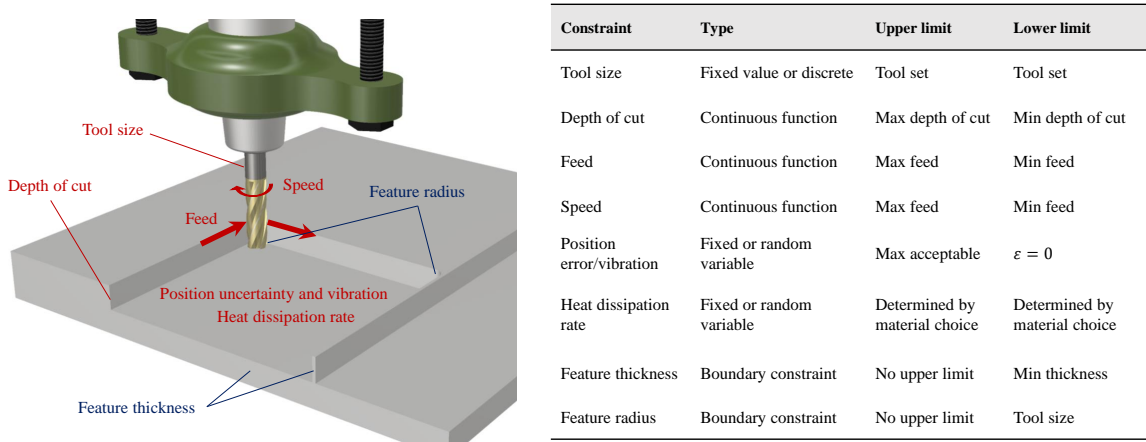 Tool size
Depth of cut
Speed
Feature radius
Feed
Position uncertainty and vibration
Heat dissipation rate
Feature thickness
Constraint Type Upper limit Lower limit
Tool size Fixed value or discrete Tool set Tool set
Depth of cut Continuous function Max depth of cut Min depth of cut
Feed Continuous function Max feed Min feed
Speed Continuous function Max feed Min feed
Position Fixed or random
error/vibration variable Max acceptable ε = 0
Heat dissipation Fixed or random Determined by Determined by
rate variable material choice material choice
Feature thickness Boundary constraint No upper limit Min thickness
Feature radius Boundary constraint No upper limit Tool size